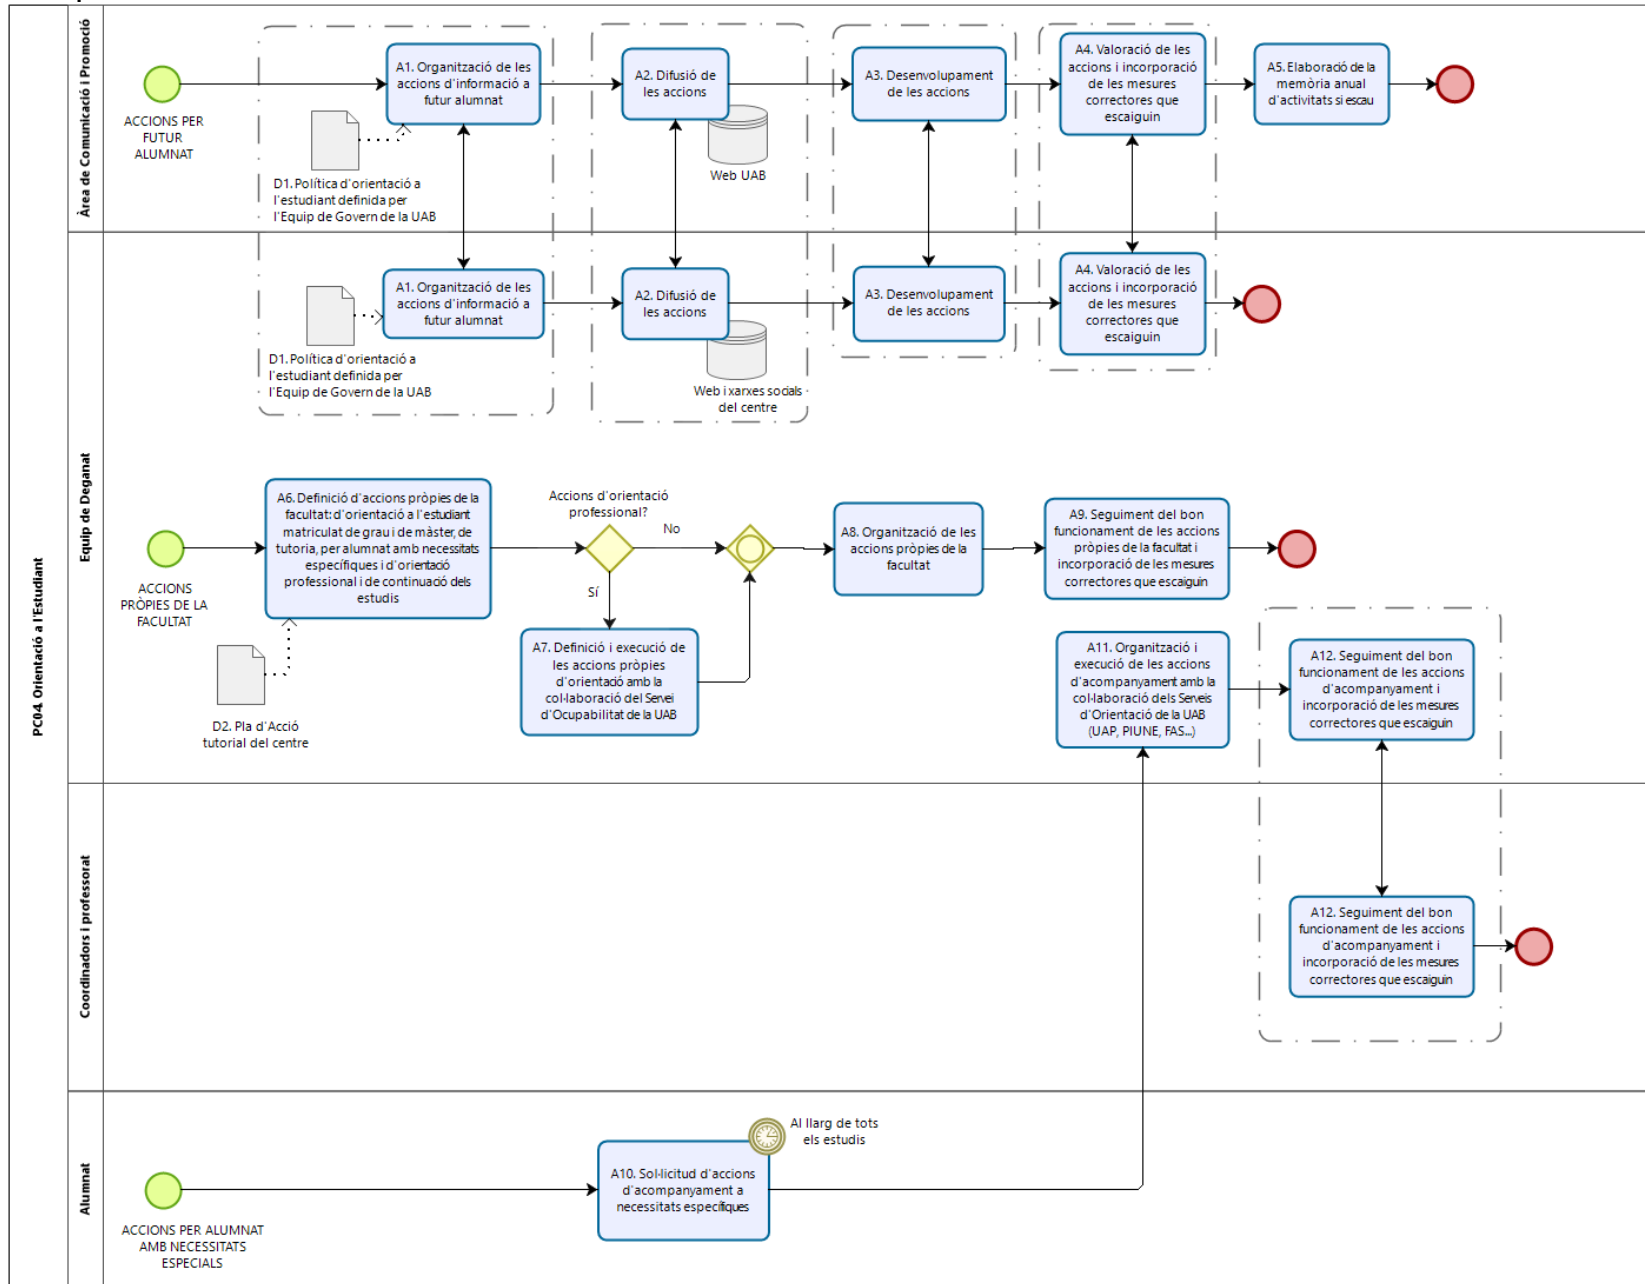 PC04. Orientació a l'Estudiant
Àrea de Comunicació i Promoció
ACCIONS PER
FUTUR
ALUMNAT
A1. Organització de les
accions d'informació a
futur alumnat
D1. Política d'orientació a
l'estudiant definida per
l'Equip de Govern de la UAB
A2. Difusió de
les accions
Web UAB
A3. Desenvolupament
de les accions
A4. Valoració de les
accions i incorporació
de les mesures
correctores que
escaiguin
A5. Elaboració de la
memòria anual
d'activitats si escau
Equip de Deganat
A1. Organització de les
accions d'informació a
futur alumnat
D1. Política d'orientació a
l'estudiant definida per
l'Equip de Govern de la UAB
A2. Difusió de
les accions
Web i xarxes socials
del centre
A3. Desenvolupament
de les accions
A4. Valoració de les
accions i incorporació
de les mesures
correctores que
escaiguin
ACCIONS
PRÒPIES DE LA
FACULTAT
A6. Definició d'accions pròpies de la
facultat: d'orientació a l'estudiant
matriculat de grau i de màster, de
tutoria, per alumnat amb necessitats
específiques i d'orientació
professional i de continuació dels
estudis
D2. Pla d'Acció
tutorial del centre
Accions d'orientació
professional?
No
Sí
A7. Definició i execució de
les accions pròpies
d'orientació amb la
col·laboració del Servei
d'Ocupabilitat de la UAB
A8. Organització de les
accions pròpies de la
facultat
A9. Seguiment del bon
funcionament de les accions
pròpies de la facultat i
incorporació de les mesures
correctores que escaiguin
A11. Organització i
execució de les accions
d'acompanyament amb la
col·laboració dels Serveis
d'Orientació de la UAB
(UAP, PIUNE, FAS...)
A12. Seguiment del bon
funcionament de les accions
d'acompanyament i
incorporació de les mesures
correctores que escaiguin
Coordinadors i professorat
A12. Seguiment del bon
funcionament de les accions
d'acompanyament i
incorporació de les mesures
correctores que escaiguin
Alumnat
ACCIONS PER ALUMNAT
AMB NECESSITATS
ESPECIALS
A10. Sol·licitud d'accions
d'acompanyament a
necessitats específiques
Al llarg de tots
els estudis